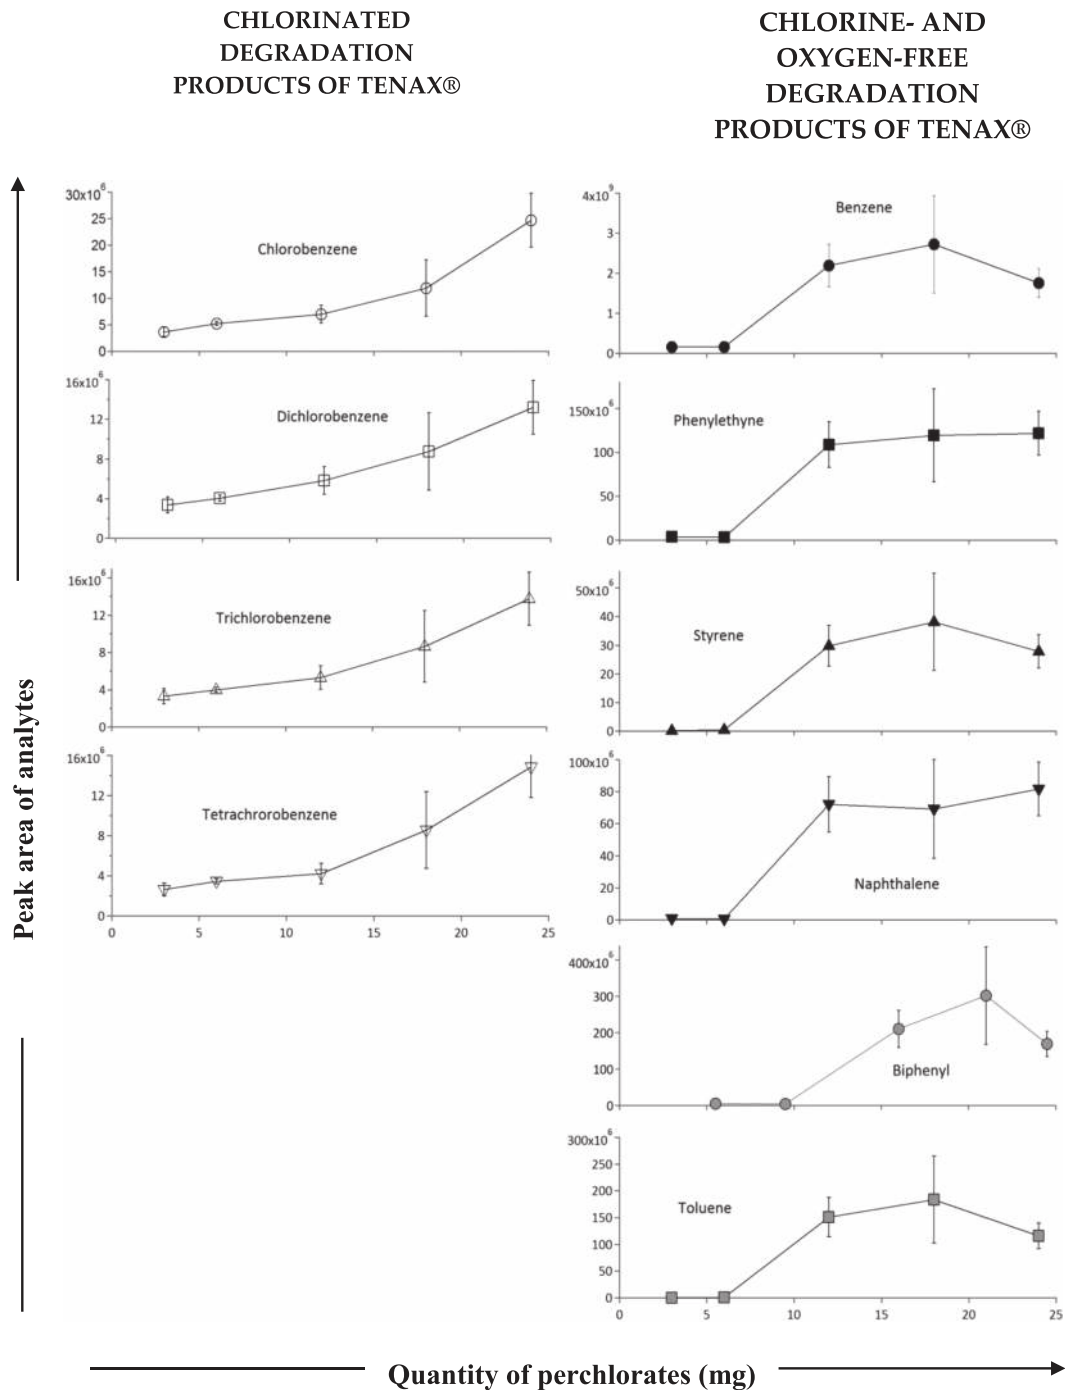 CHLORINATED
DEGRADATION
PRODUCTS OF TENAX®
CHLORINE- AND
OXYGEN-FREE
DEGRADATION
PRODUCTS OF TENAX®
Peak area of analytes
30x10⁶
25
20
15
10
5
0
Chlorobenzene
16x10⁶
12
8
4
0
Dichlorobenzene
16x10⁶
12
8
4
0
Trichlorobenzene
16x10⁶
12
8
4
0
Tetrachrorobenzene
0 5 10 15 20 25
4x10⁹
3
2
1
0
Benzene
150x10⁶
100
50
0
Phenylethyne
50x10⁶
40
30
20
10
0
Styrene
100x10⁶
80
60
40
20
0
Naphthalene
400x10⁶
300
200
100
0
Biphenyl
300x10⁶
250
200
150
100
50
0
Toluene
0 5 10 15 20 25
Quantity of perchlorates (mg)